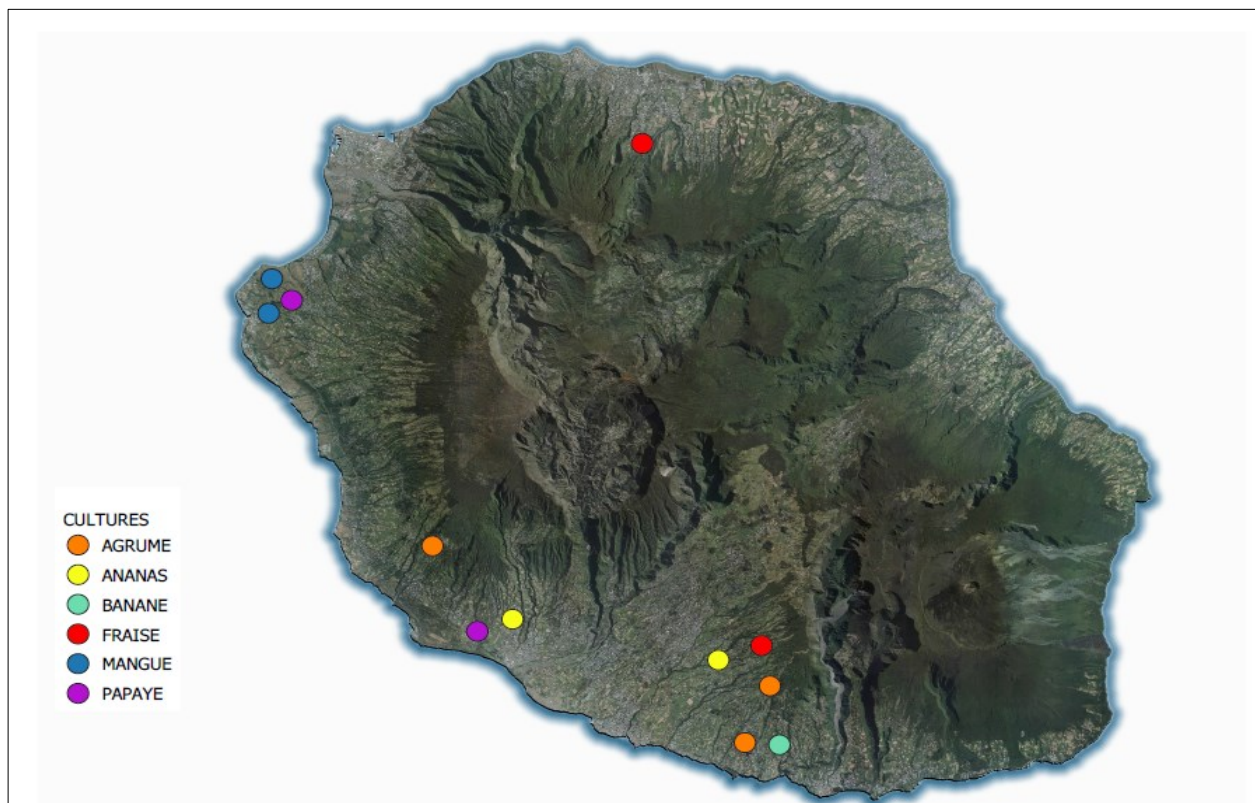 CULTURES
AGRUME
ANANAS
BANANE
FRAISE
MANGUE
PAPAYE